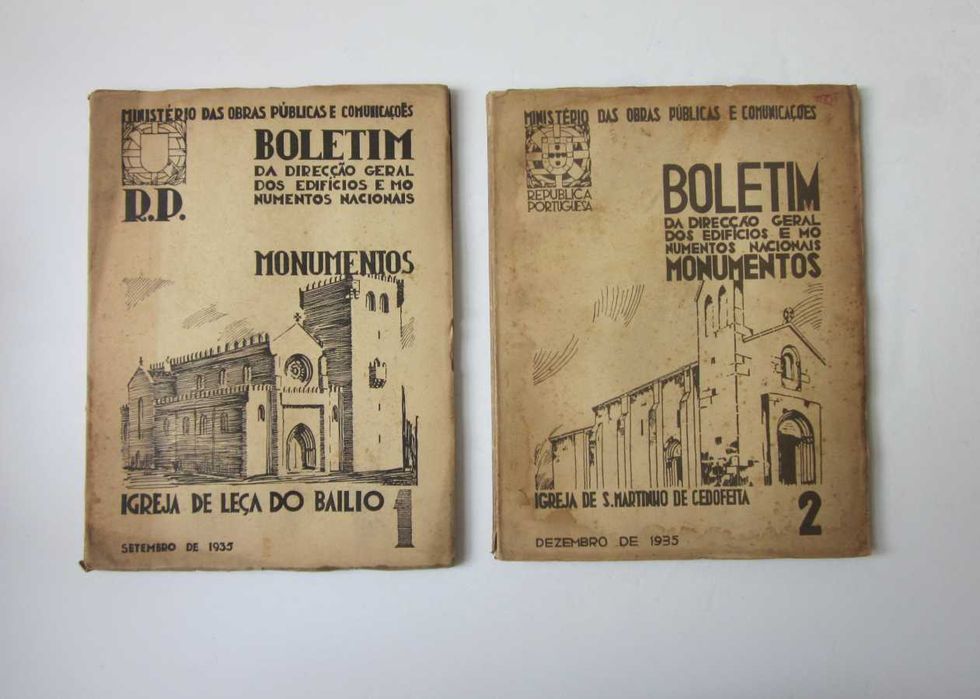 MINISTÉRIO DAS OBRAS PÚBLICAS E COMUNICAÇÕES
BOLETIM
DA DIRECÇÃO GERAL
DOS EDIFÍCIOS E MO
NUMENTOS NACIONAIS
R.P.
MONUMENTOS
IGREJA DE LEÇA DO BAILIO
1
SETEMBRO DE 1935
MINISTÉRIO DAS OBRAS PÚBLICAS E COMUNICAÇÕES
REPÚBLICA
PORTUGUESA
BOLETIM
DA DIRECÇÃO GERAL
DOS EDIFÍCIOS E MO
NUMENTOS NACIONAIS
MONUMENTOS
IGREJA DE S. MARTINHO DE CEDOFEITA
2
DEZEMBRO DE 1935